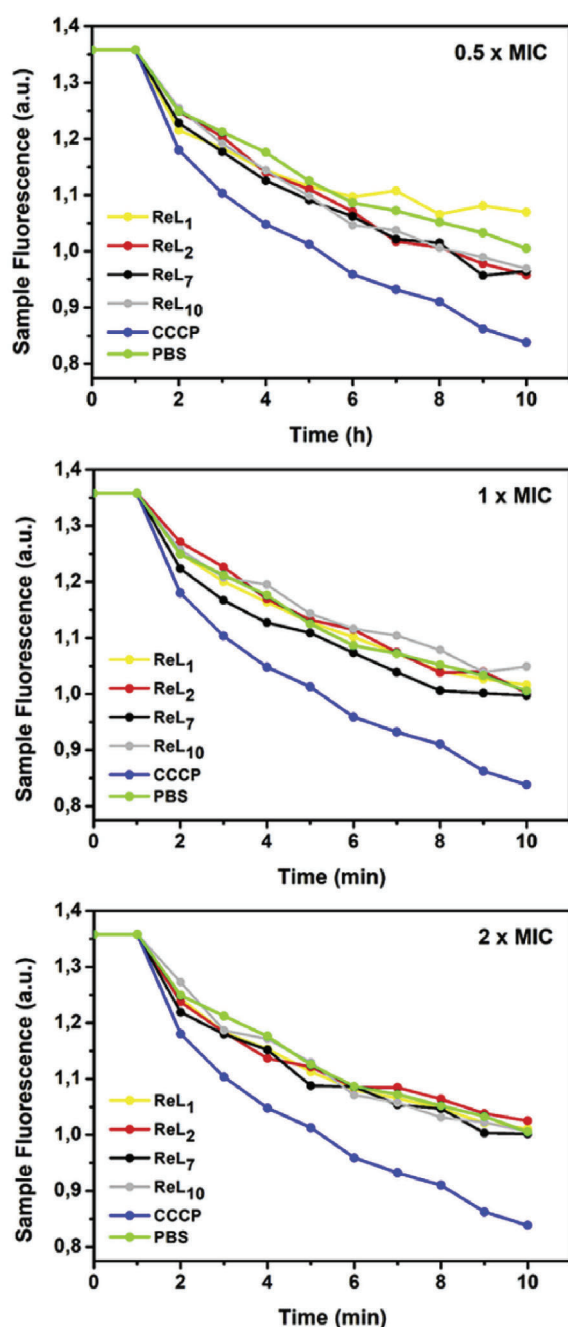 0.5 x MIC
Sample Fluorescence (a.u.)
1,4
1,3
1,2
1,1
1,0
0,9
0,8
ReL1
ReL2
ReL7
ReL10
CCCP
PBS
0 2 4 6 8 10
Time (h)
1 x MIC
Sample Fluorescence (a.u.)
1,4
1,3
1,2
1,1
1,0
0,9
0,8
ReL1
ReL2
ReL7
ReL10
CCCP
PBS
0 2 4 6 8 10
Time (min)
2 x MIC
Sample Fluorescence (a.u.)
1,4
1,3
1,2
1,1
1,0
0,9
0,8
ReL1
ReL2
ReL7
ReL10
CCCP
PBS
0 2 4 6 8 10
Time (min)